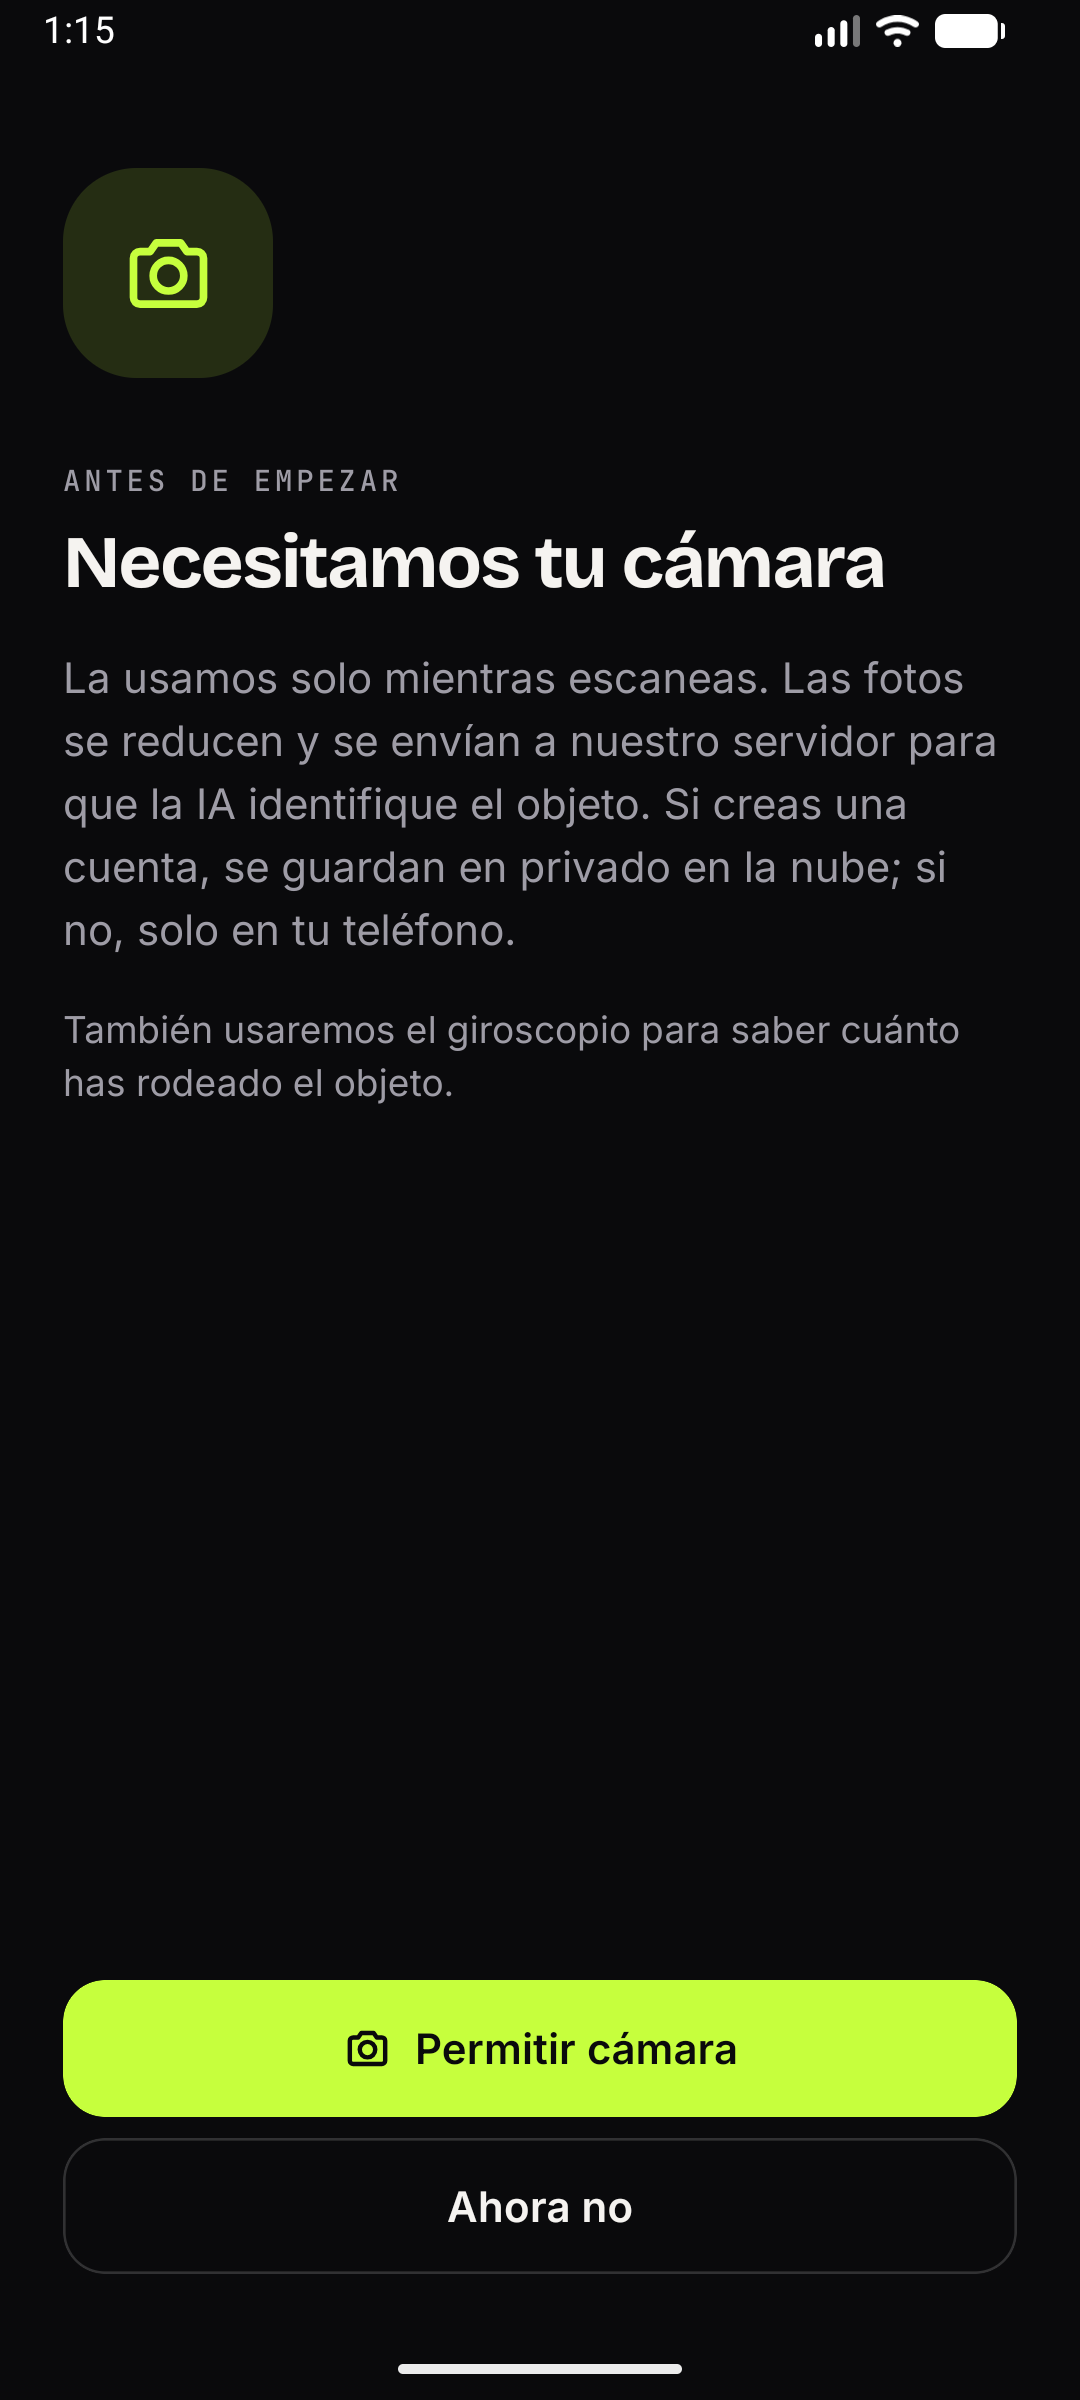 1:15
ANTES DE EMPEZAR
Necesitamos tu cámara
La usamos solo mientras escaneas. Las fotos
se reducen y se envían a nuestro servidor para
que la IA identifique el objeto. Si creas una
cuenta, se guardan en privado en la nube; si
no, solo en tu teléfono.
También usaremos el giroscopio para saber cuánto
has rodeado el objeto.
Permitir cámara
Ahora no